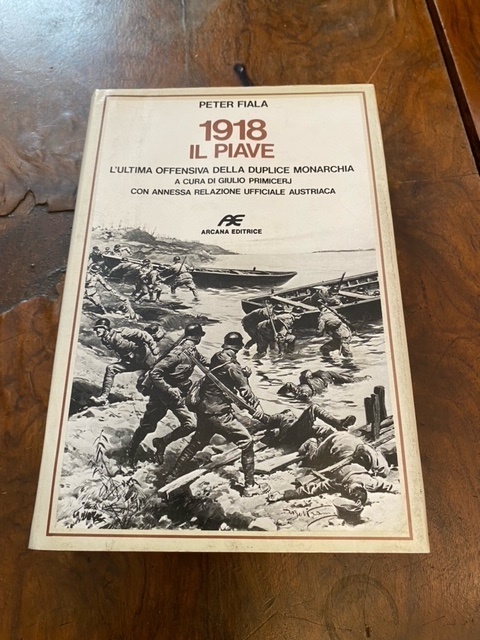 PETER FIALA
1918
IL PIAVE
L'ULTIMA OFFENSIVA DELLA DUPLICE MONARCHIA
A CURA DI GIULIO PRIMICERJ
CON ANNESSA RELAZIONE UFFICIALE AUSTRIACA
Æ
ARCANA EDITRICE